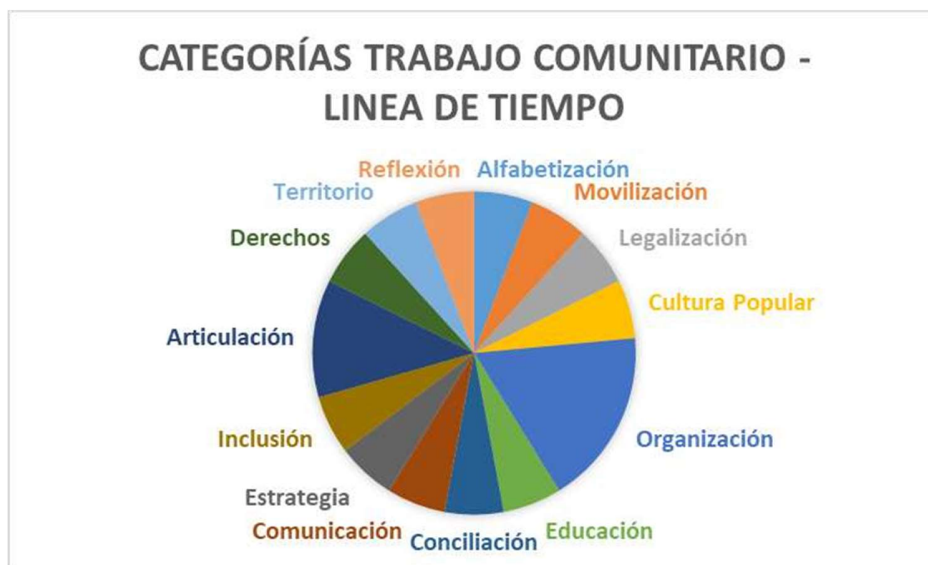 CATEGORÍAS TRABAJO COMUNITARIO -
LINEA DE TIEMPO
Reflexión
Alfabetización
Territorio
Movilización
Derechos
Legalización
Cultura Popular
Articulación
Inclusión
Organización
Estrategia
Comunicación
Conciliación
Educación